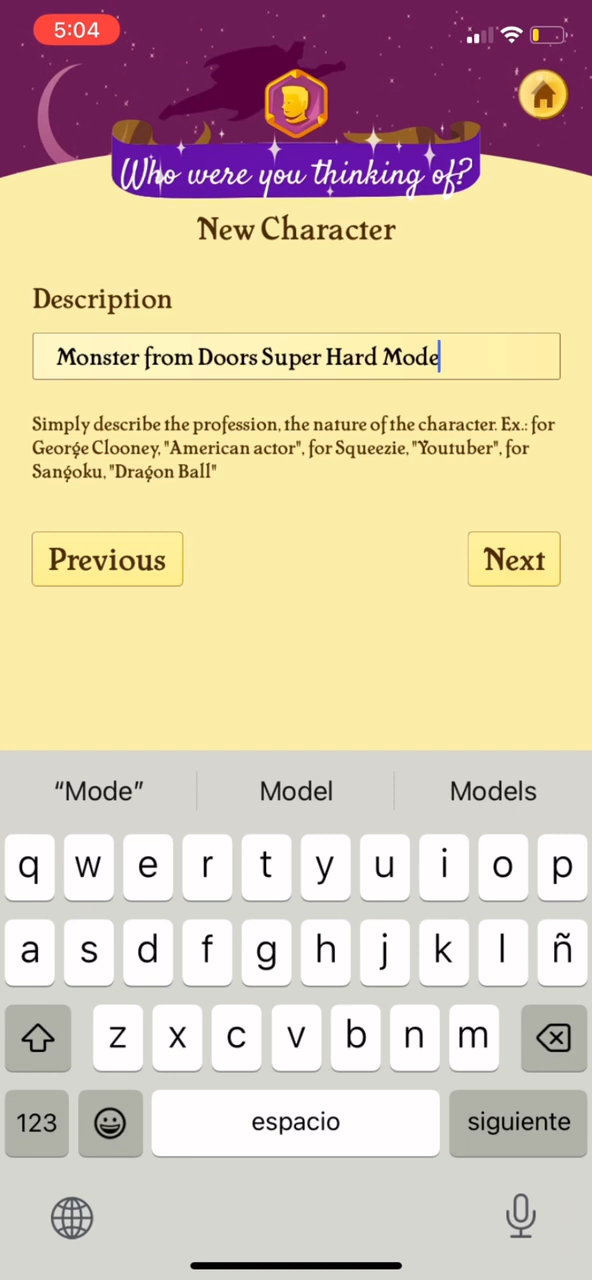 5:04
Who were you thinking of?
New Character
Description
Monster from Doors Super Hard Mode
Simply describe the profession, the nature of the character. Ex.: for
George Clooney, "American actor", for Squeezie, "Youtuber", for
Sangoku, "Dragon Ball"
Previous Next
“Mode” Model Models
q w e r t y u i o p
a s d f g h j k l ñ
z x c v b n m
123 espacio siguiente